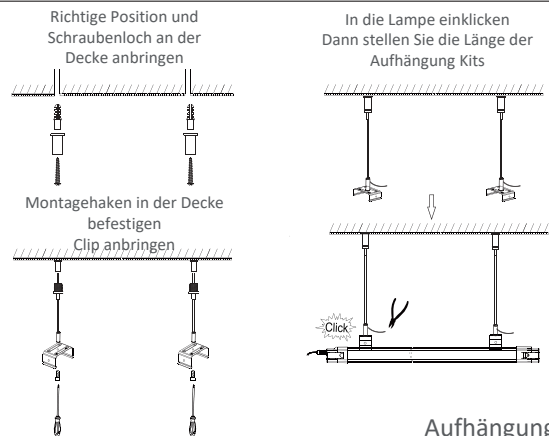 Richtige Position und
Schraubenloch an der
Decke anbringen
Montagehaken in der Decke
befestigen
Clip anbringen
In die Lampe einklicken
Dann stellen Sie die Länge der
Aufhängung Kits
Click
Aufhängung